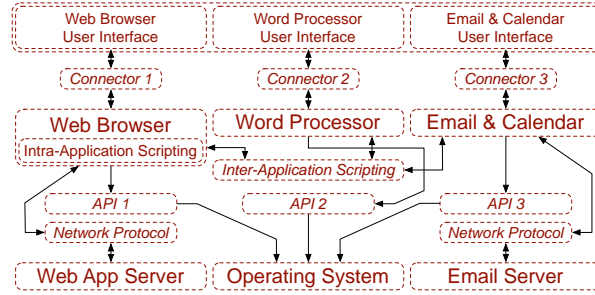 Web Browser
User Interface
Word Processor
User Interface
Email & Calendar
User Interface
Connector 1
Connector 2
Connector 3
Web Browser
Intra-Application Scripting
Word Processor
Email & Calendar
Inter-Application Scripting
API 1
API 2
API 3
Network Protocol
Network Protocol
Web App Server
Operating System
Email Server